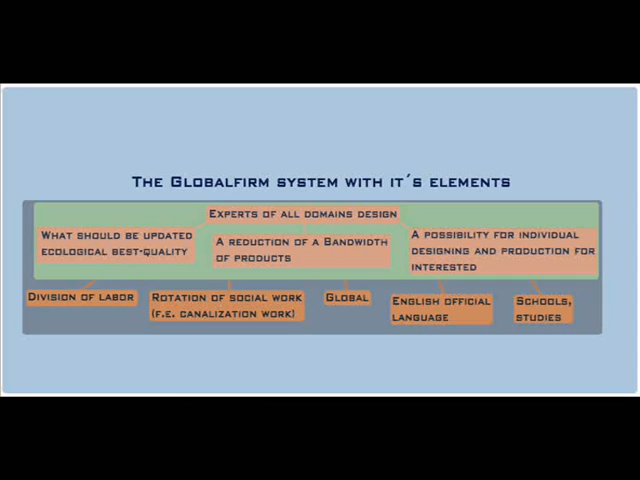 The Globalfirm system with it´s elements
Experts of all domains design
What should be updated
ecological best-quality
A reduction of a Bandwidth
of products
A possibility for individual
designing and production for
interested
Division of labor
Rotation of social work
(f.e. canalization work)
Global
English official
language
Schools,
studies